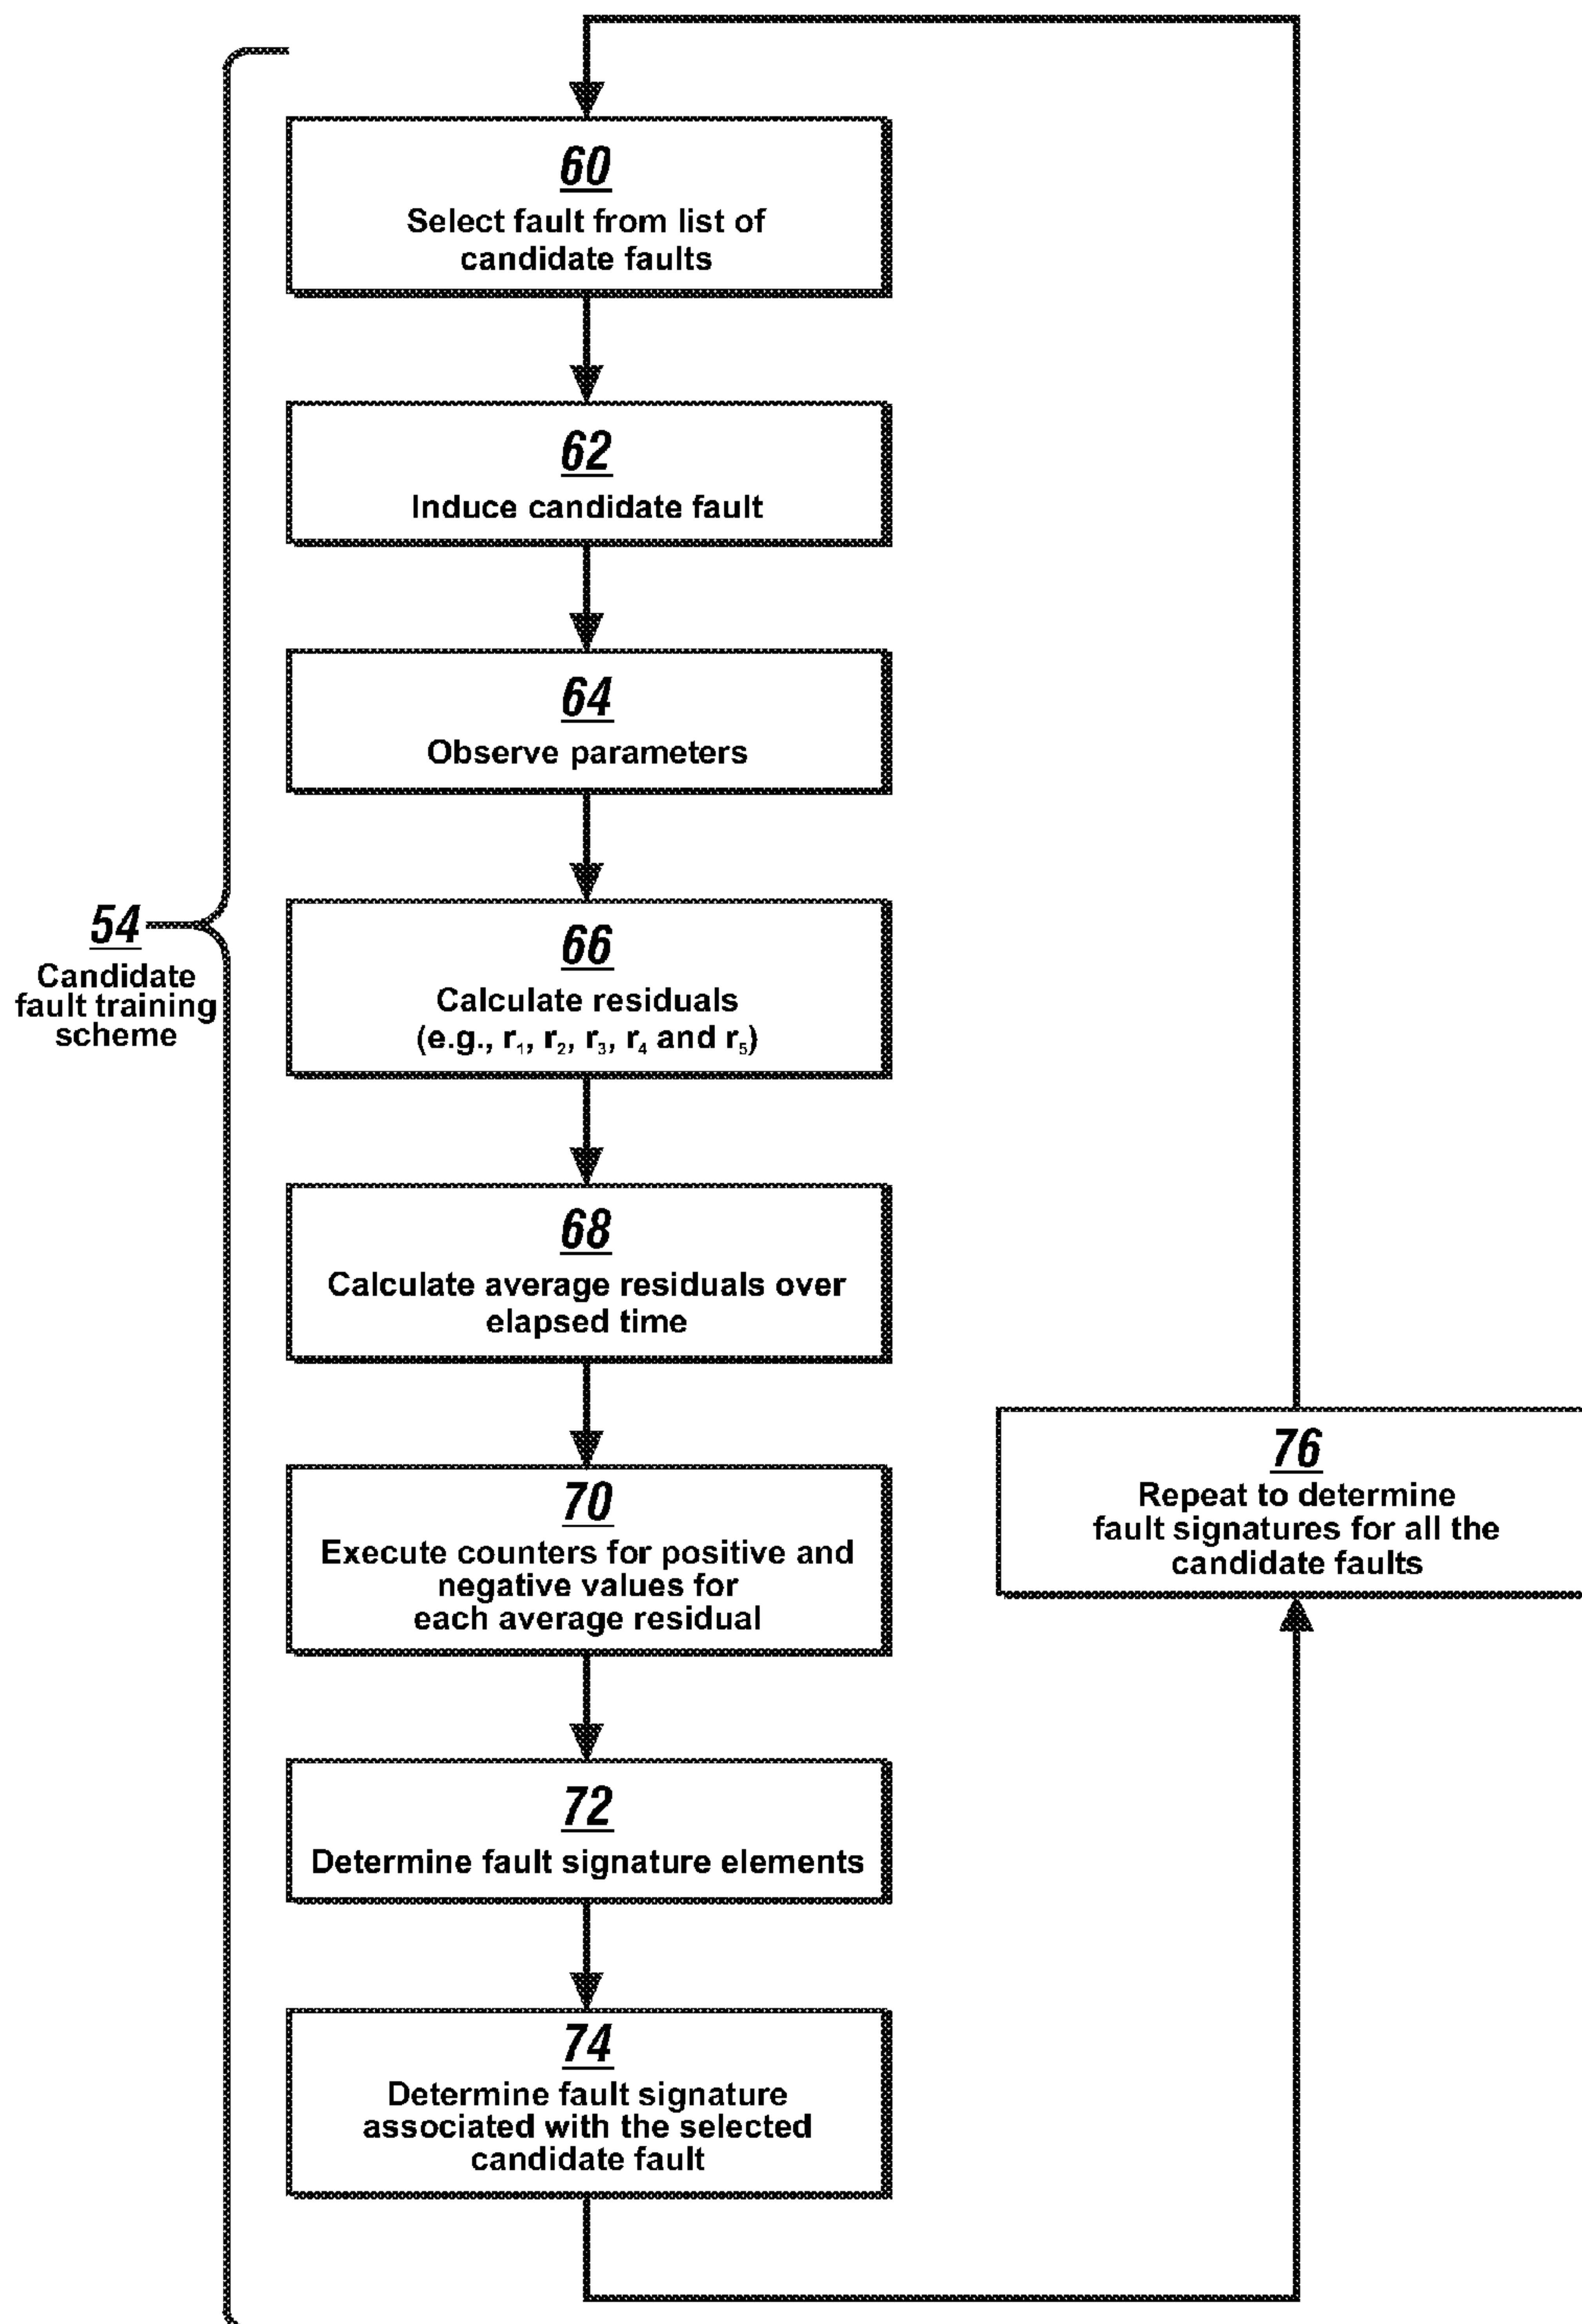 60
Select fault from list of
candidate faults
62
Induce candidate fault
64
Observe parameters
54
Candidate
fault training
scheme
66
Calculate residuals
(e.g., r₁, r₂, r₃, r₄ and r₅)
68
Calculate average residuals over
elapsed time
70
Execute counters for positive and
negative values for
each average residual
76
Repeat to determine
fault signatures for all the
candidate faults
72
Determine fault signature elements
74
Determine fault signature
associated with the selected
candidate fault